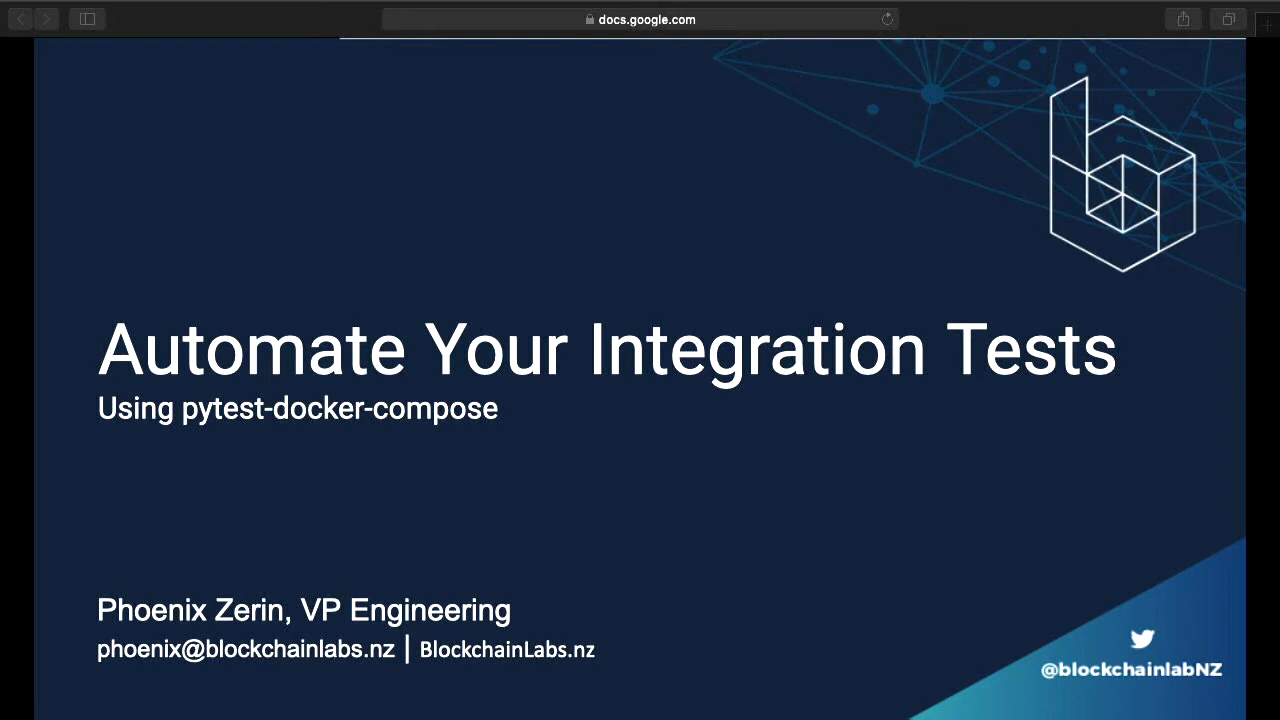 docs.google.com
Automate Your Integration Tests
Using pytest-docker-compose
Phoenix Zerin, VP Engineering
phoenix@blockchainlabs.nz | BlockchainLabs.nz
@blockchainlabNZ